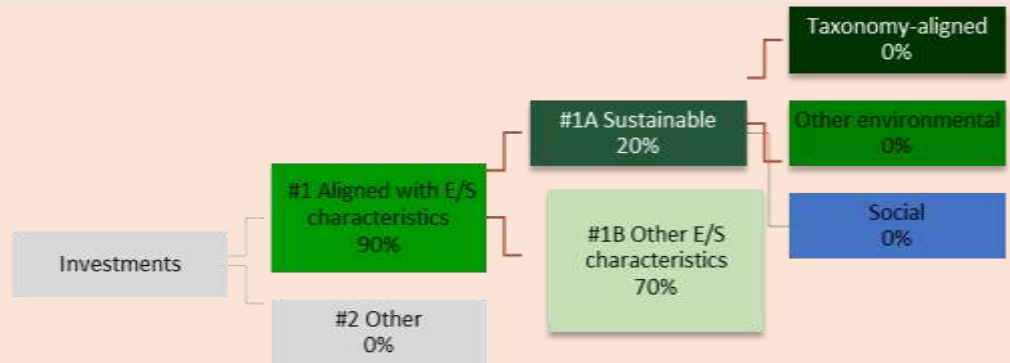 Investments
#1 Aligned with E/S
characteristics
90%
#2 Other
0%
#1A Sustainable
20%
#1B Other E/S
characteristics
70%
Taxonomy-aligned
0%
Other environmental
0%
Social
0%